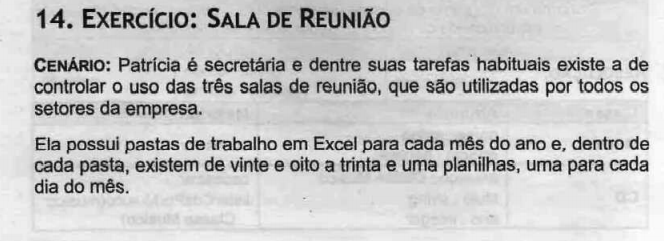 14. EXERCÍCIO: SALA DE REUNIÃO
CENÁRIO: Patrícia é secretária e dentre suas tarefas habituais existe a de
controlar o uso das três salas de reunião, que são utilizadas por todos os
setores da empresa.
Ela possui pastas de trabalho em Excel para cada mês do ano e, dentro de
cada pasta, existem de vinte e oito a trinta e uma planilhas, uma para cada
dia do mês.